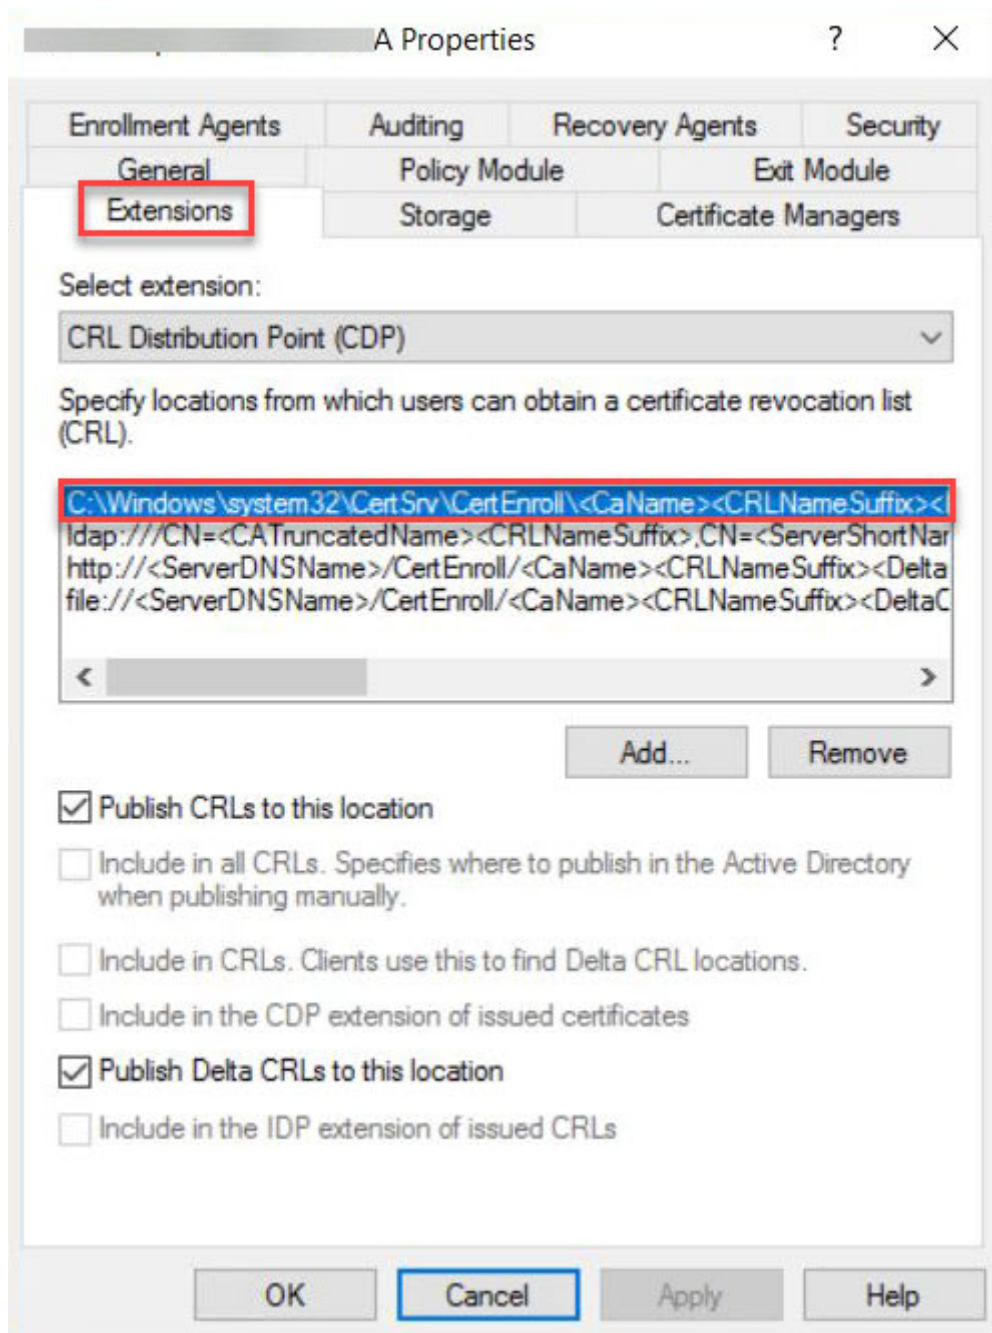 A Properties
?
Enrollment Agents
Auditing
Recovery Agents
Security
General
Policy Module
Exit Module
Extensions
Storage
Certificate Managers
Select extension:
CRL Distribution Point (CDP)
Specify locations from which users can obtain a certificate revocation list
(CRL).
C:\Windows\system32\CertSrv\CertEnroll\<CaName><CRLNameSuffix><
ldap:///CN=<CATruncatedName><CRLNameSuffix>,CN=<ServerShortNar
http://<ServerDNSName>/CertEnroll/<CaName><CRLNameSuffix><Delta
file://<ServerDNSName>/CertEnroll/<CaName><CRLNameSuffix><DeltaC
Add...
Remove
Publish CRLs to this location
Include in all CRLs. Specifies where to publish in the Active Directory
when publishing manually.
Include in CRLs. Clients use this to find Delta CRL locations.
Include in the CDP extension of issued certificates
Publish Delta CRLs to this location
Include in the IDP extension of issued CRLs
OK
Cancel
Apply
Help